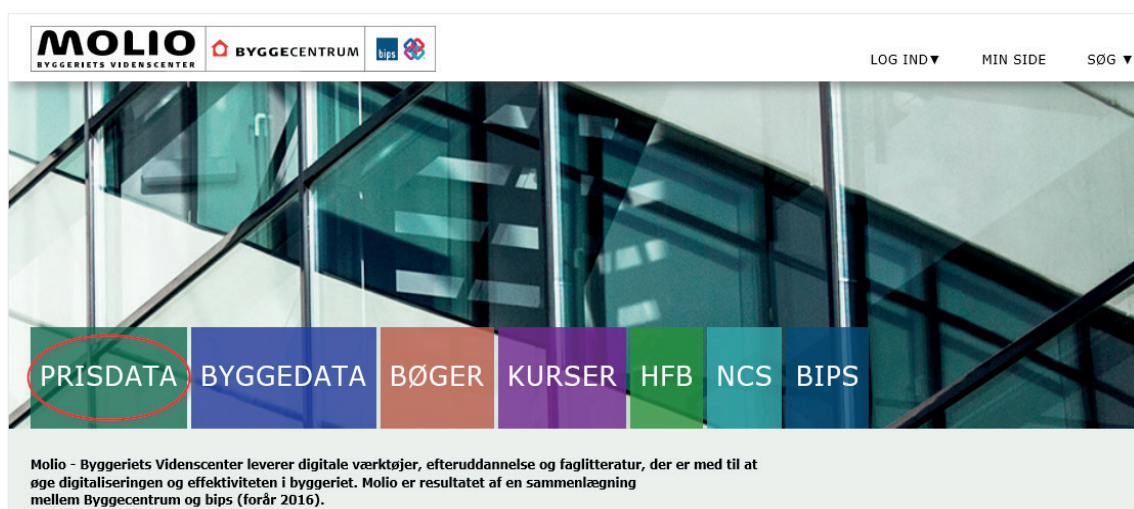 MOLIO
BYGGERIETS VIDENSCENTER
BYGGECENTRUM
bips
LOG IND▼ MIN SIDE SØG ▼
PRISDATA BYGGEDATA BØGER KURSER HFB NCS BIPS
Molio - Byggeriets Videnscenter leverer digitale værktøjer, efteruddannelse og faglitteratur, der er med til at
øge digitaliseringen og effektiviteten i byggeriet. Molio er resultatet af en sammenlægning
mellem Byggecentrum og bips (forår 2016).